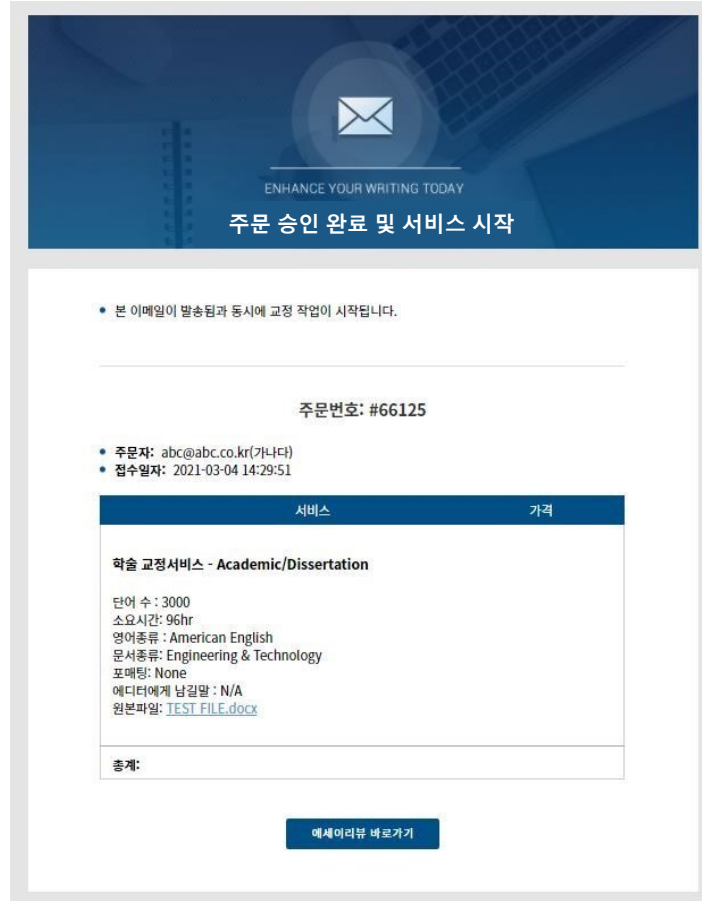 ENHANCE YOUR WRITING TODAY
주문 승인 완료 및 서비스 시작
본 이메일이 발송됨과 동시에 교정 작업이 시작됩니다.
주문번호: #66125
주문자: abc@abc.co.kr(가나다)
접수일자: 2021-03-04 14:29:51
서비스 가격
학술 교정서비스 - Academic/Dissertation
단어 수 : 3000
소요시간: 96hr
영어종류 : American English
문서종류: Engineering & Technology
포매팅: None
에디터에게 남길말 : N/A
원본파일: TEST FILE.docx
총계:
에세이리뷰 바로가기